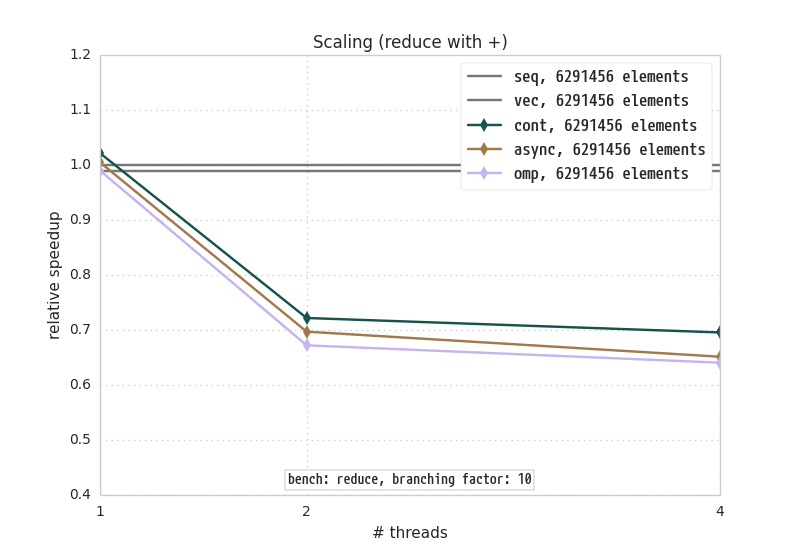 Scaling (reduce with +)
1.2
1.1
1.0
0.9
0.8
0.7
0.6
0.5
0.4
relative speedup
seq, 6291456 elements
vec, 6291456 elements
cont, 6291456 elements
async, 6291456 elements
omp, 6291456 elements
bench: reduce, branching factor: 10
1 2 4
# threads